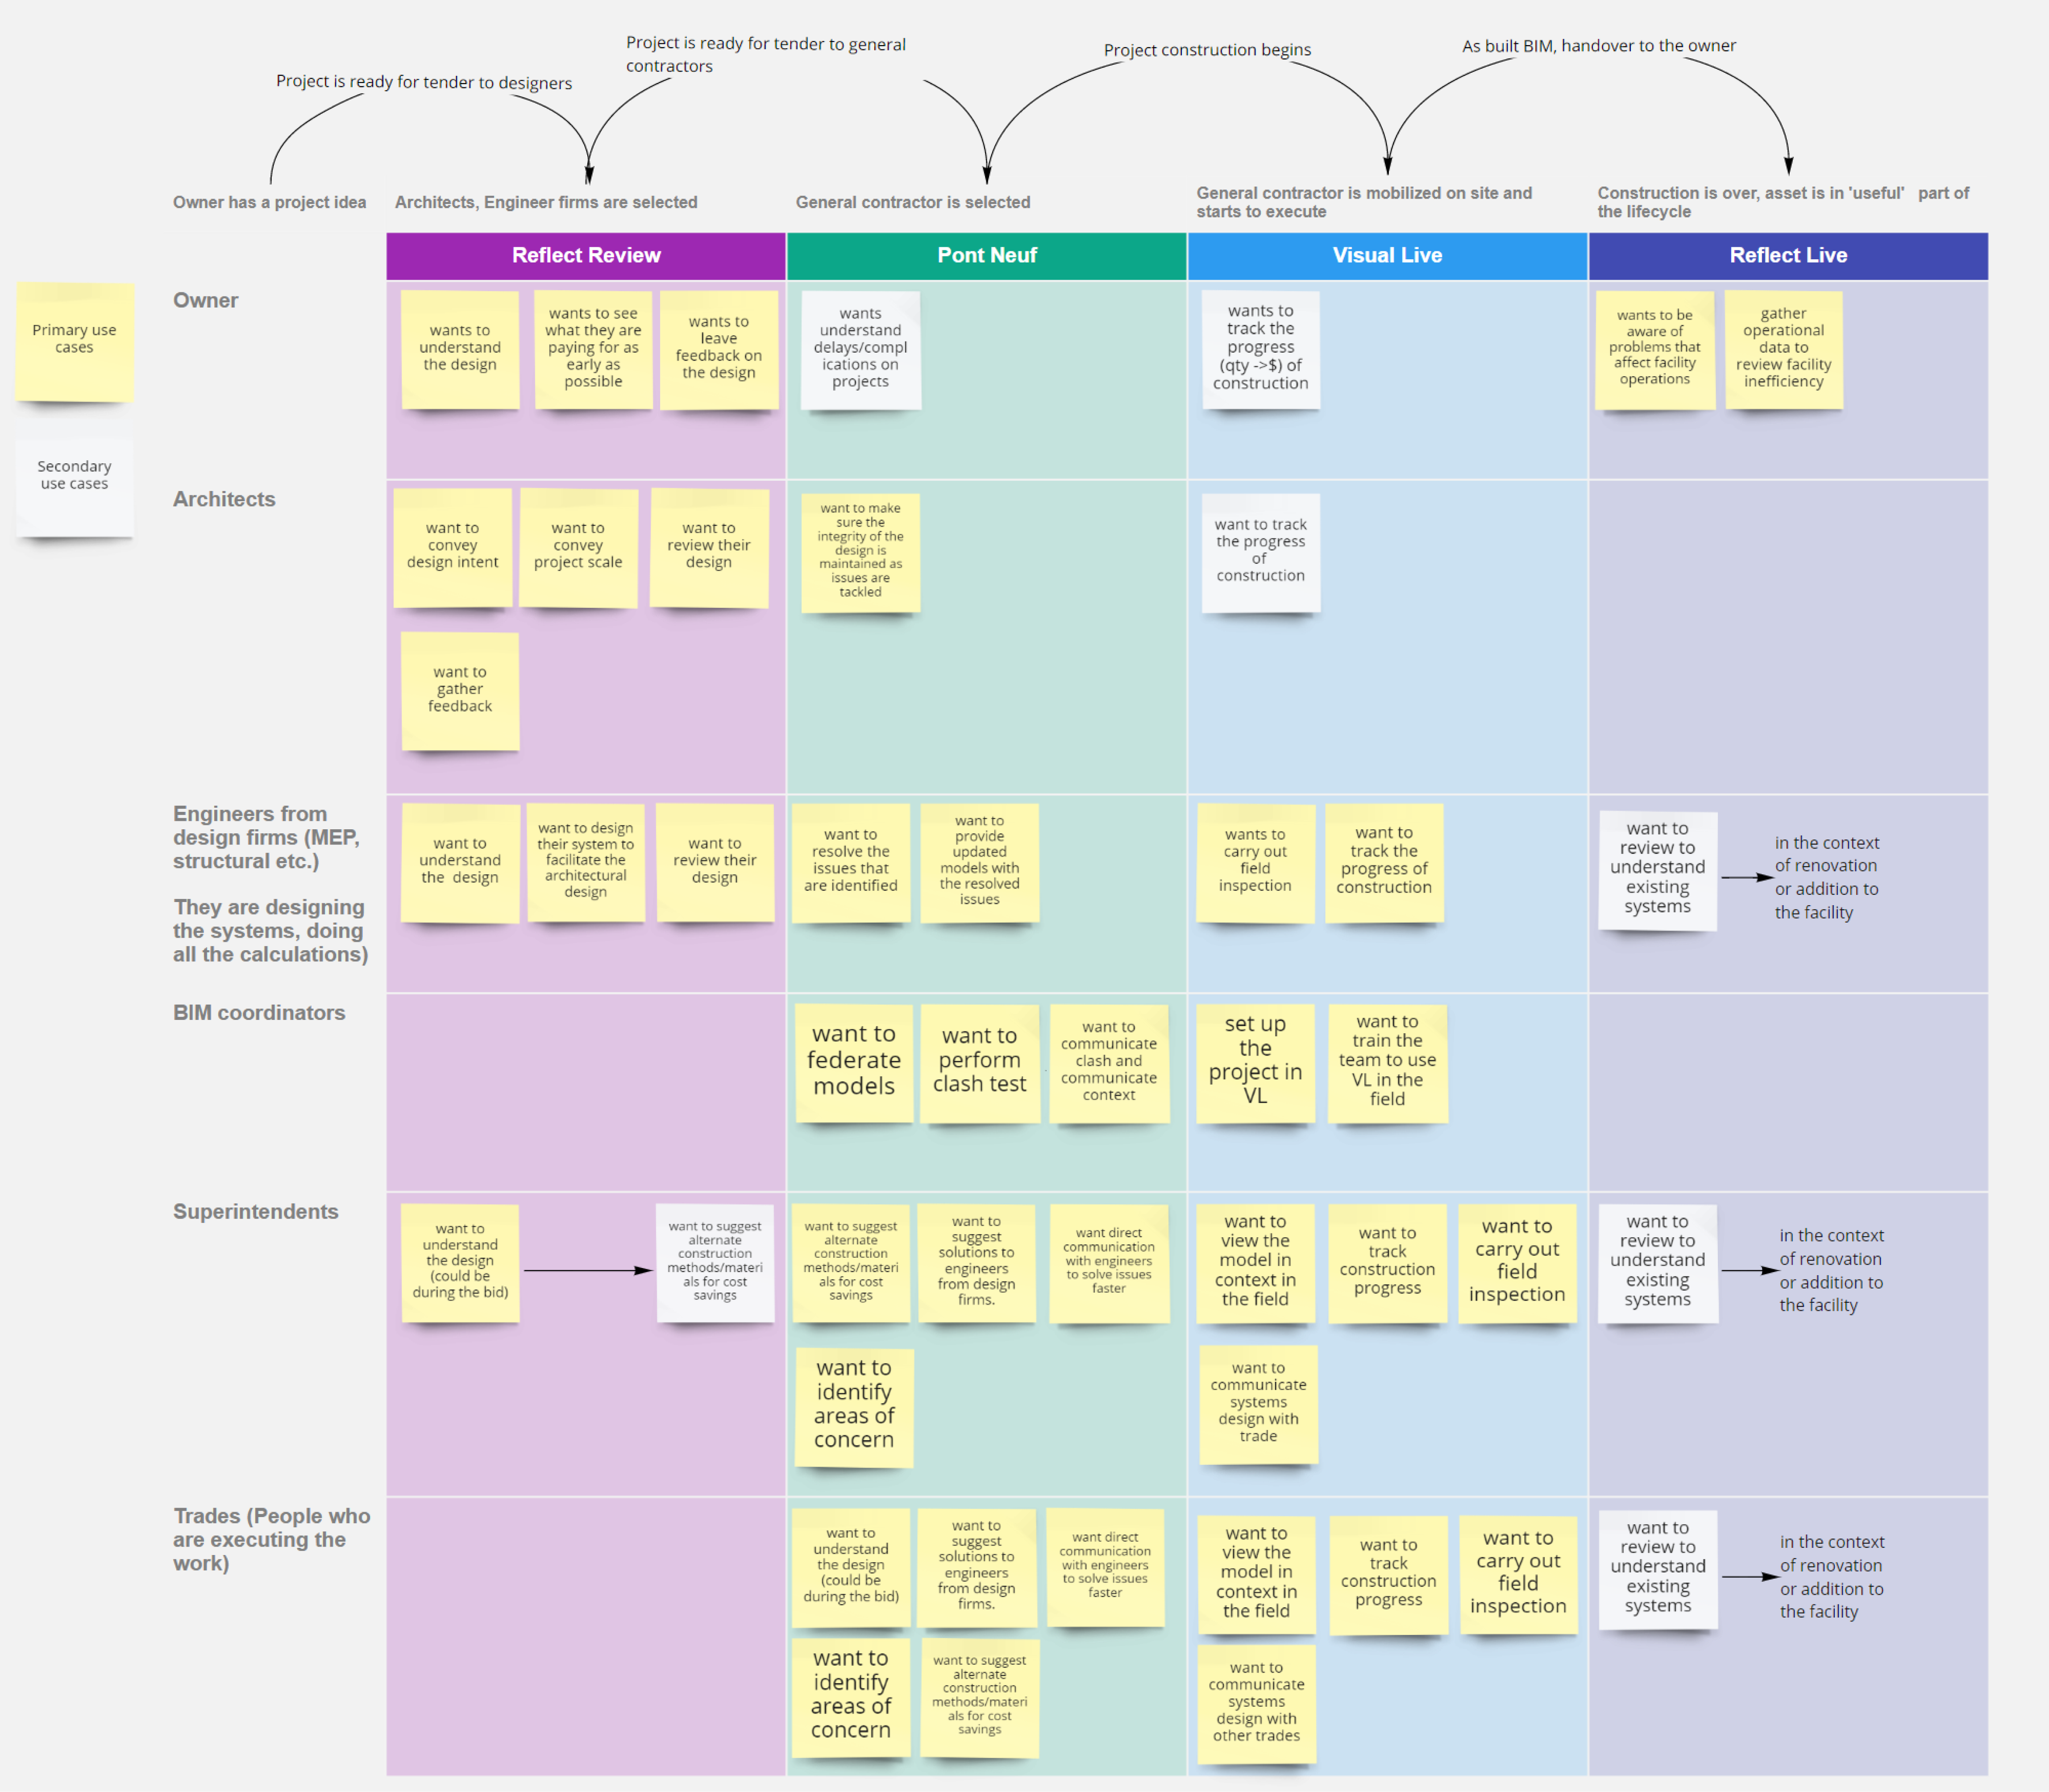 Project is ready for tender to designers
Project is ready for tender to general
contractors
Project construction begins
As built BIM, handover to the owner
Owner has a project idea
Architects, Engineer firms are selected
General contractor is selected
General contractor is mobilized on site and
starts to execute
Construction is over, asset is in 'useful' part of
the lifecycle
Reflect Review
Pont Neuf
Visual Live
Reflect Live
Primary use
cases
Secondary
use cases
Owner
wants to
understand
the design
wants to see
what they are
paying for as
early as
possible
wants to
leave
feedback on
the design
wants
understand
delays/compl
ications on
projects
wants to
track the
progress
(qty ->$) of
construction
wants to be
aware of
problems that
affect facility
operations
gather
operational
data to
review facility
inefficiency
Architects
want to
convey
design intent
want to
convey
project scale
want to
review their
design
want to
gather
feedback
want to make
sure the
integrity of the
design is
maintained as
issues are
tackled
want to track
the progress
of
construction
Engineers from
design firms (MEP,
structural etc.)
They are designing
the systems, doing
all the calculations)
want to
understand
the design
want to design
their system to
facilitate the
architectural
design
want to
review their
design
want to
resolve the
issues that
are identified
want to
provide
updated
models with
the resolved
issues
wants to
carry out
field
inspection
want to
track the
progress of
construction
want to
review to
understand
existing
systems
in the context
of renovation
or addition to
the facility
BIM coordinators
want to
federate
models
want to
perform
clash test
want to
communicate
clash and
communicate
context
set up
the
project in
VL
want to
train the
team to use
VL in the
field
Superintendents
want to
understand
the design
(could be
during the bid)
want to suggest
alternate
construction
methods/materi
als for cost
savings
want to suggest
alternate
construction
methods/materi
als for cost
savings
want to
suggest
solutions to
engineers
from design
firms.
want direct
communication
with engineers
to solve issues
faster
want to
identify
areas of
concern
want to
view the
model in
context in
the field
want to
track
construction
progress
want to
carry out
field
inspection
want to
communicate
systems
design with
trade
want to
review to
understand
existing
systems
in the context
of renovation
or addition to
the facility
Trades (People who
are executing the
work)
want to
understand
the design
(could be
during the bid)
want to
suggest
solutions to
engineers
from design
firms.
want direct
communication
with engineers
to solve issues
faster
want to
identify
areas of
concern
want to suggest
alternate
construction
methods/materi
als for cost
savings
want to
view the
model in
context in
the field
want to
track
construction
progress
want to
carry out
field
inspection
want to
communicate
systems
design with
other trades
want to
review to
understand
existing
systems
in the context
of renovation
or addition to
the facility